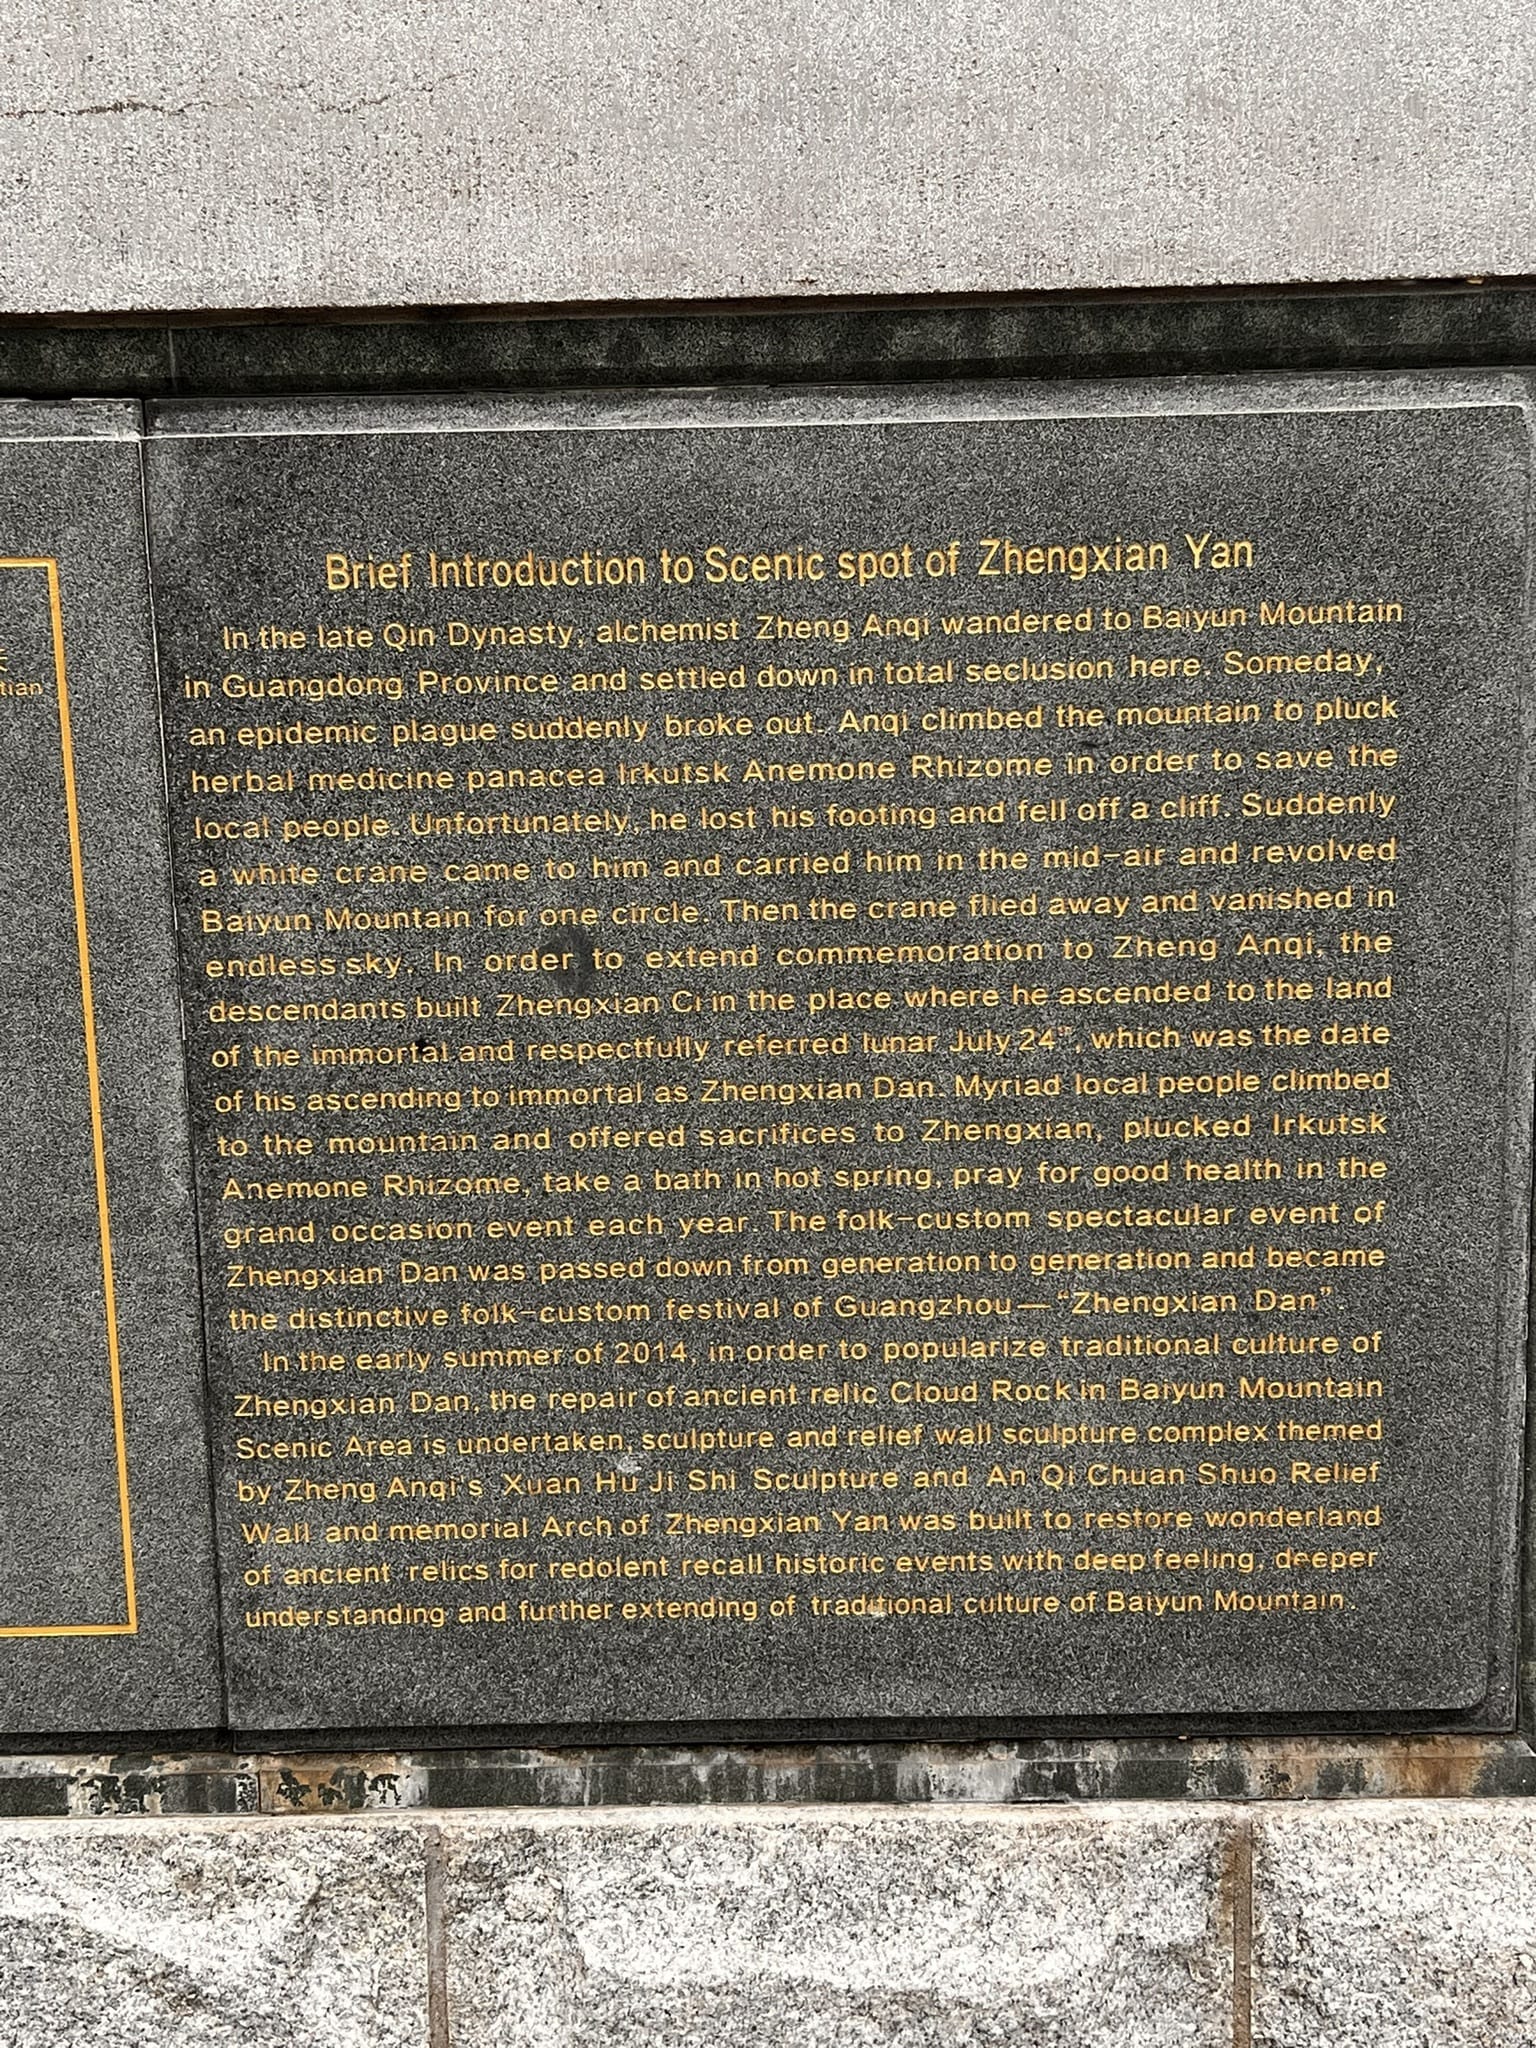 tian
Brief Introduction to Scenic spot of Zhengxian Yan
In the late Qin Dynasty, alchemist Zheng Anqi wandered to Baiyun Mountain
in Guangdong Province and settled down in total seclusion here. Someday,
an epidemic plague suddenly broke out. Anqi climbed the mountain to pluck
herbal medicine panacea Irkutsk Anemone Rhizome in order to save the
local people. Unfortunately, he lost his footing and fell off a cliff. Suddenly
a white crane came to him and carried him in the mid-air and revolved
Baiyun Mountain for one circle. Then the crane flied away and vanished in
endless sky. In order to extend commemoration to Zheng Anqi, the
descendants built Zhengxian Ci in the place where he ascended to the land
of the immortal and respectfully referred lunar July 24th, which was the date
of his ascending to immortal as Zhengxian Dan. Myriad local people climbed
to the mountain and offered sacrifices to Zhengxian, plucked Irkutsk
Anemone Rhizome, take a bath in hot spring, pray for good health in the
grand occasion event each year. The folk-custom spectacular event of
Zhengxian Dan was passed down from generation to generation and became
the distinctive folk-custom festival of Guangzhou — “Zhengxian Dan”.
In the early summer of 2014, in order to popularize traditional culture of
Zhengxian Dan, the repair of ancient relic Cloud Rock in Baiyun Mountain
Scenic Area is undertaken, sculpture and relief wall sculpture complex themed
by Zheng Anqi's Xuan Hu Ji Shi Sculpture and An Qi Chuan Shuo Relief
Wall and memorial Arch of Zhengxian Yan was built to restore wonderland
of ancient relics for redolent recall historic events with deep feeling, deeper
understanding and further extending of traditional culture of Baiyun Mountain.